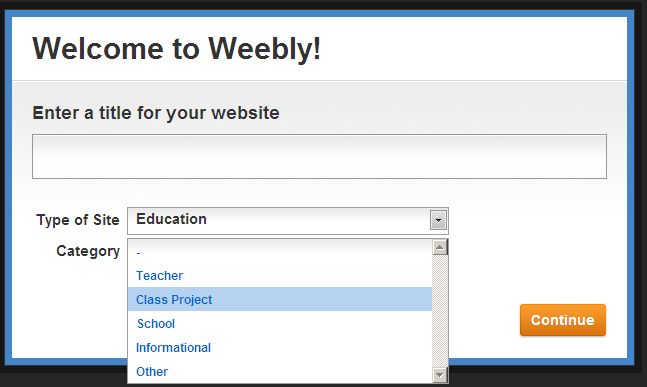 Welcome to Weebly!
Enter a title for your website
Type of Site Education
Category -
Teacher
Class Project
School
Informational
Other
Continue